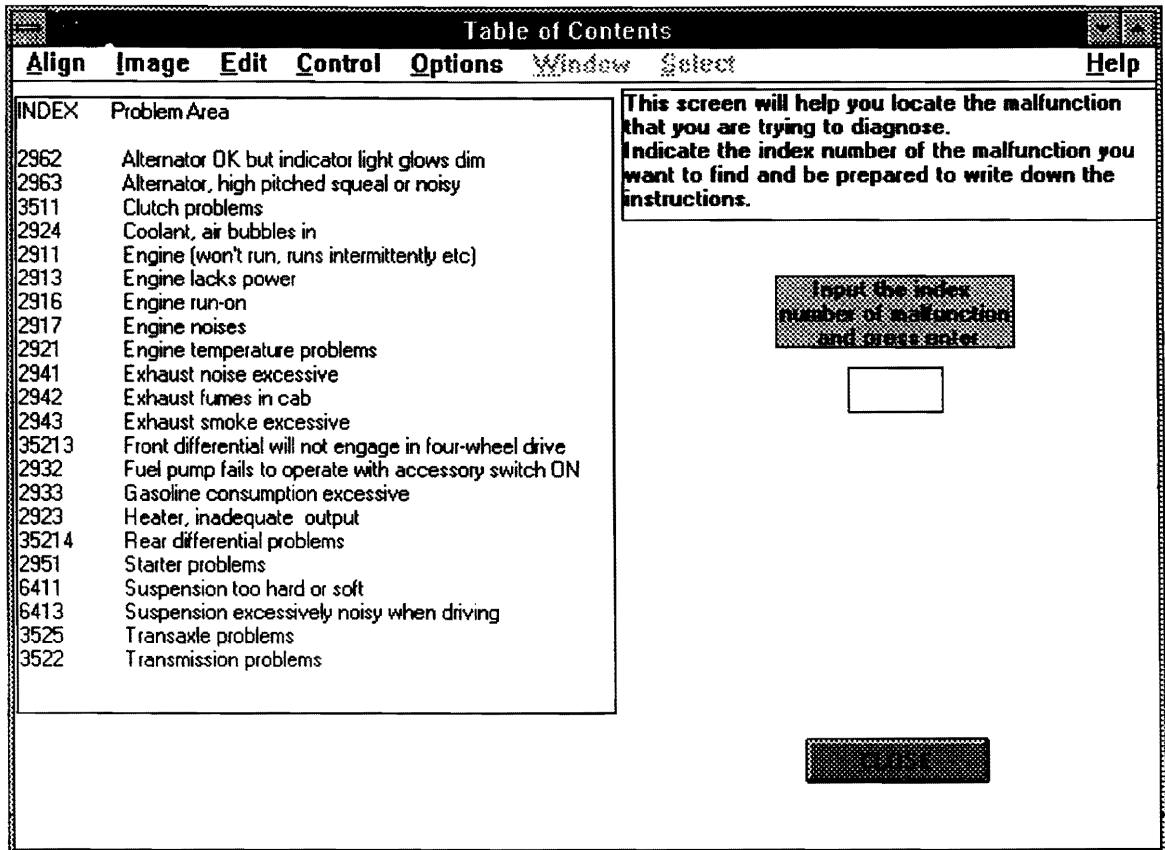 Table of Contents
Align Image Edit Control Options Window Select Help
INDEX Problem Area
2962 Alternator OK but indicator light glows dim
2963 Alternator, high pitched squeal or noisy
3511 Clutch problems
2924 Coolant, air bubbles in
2911 Engine (won't run, runs intermittently etc)
2913 Engine lacks power
2916 Engine run-on
2917 Engine noises
2921 Engine temperature problems
2941 Exhaust noise excessive
2942 Exhaust fumes in cab
2943 Exhaust smoke excessive
35213 Front differential will not engage in four-wheel drive
2932 Fuel pump fails to operate with accessory switch ON
2933 Gasoline consumption excessive
2923 Heater, inadequate output
35214 Rear differential problems
2951 Starter problems
6411 Suspension too hard or soft
6413 Suspension excessively noisy when driving
3525 Transaxle problems
3522 Transmission problems
This screen will help you locate the malfunction
that you are trying to diagnose.
Indicate the index number of the malfunction you
want to find and be prepared to write down the
instructions.
Input the index
number of malfunction
and press enter
CLOSE